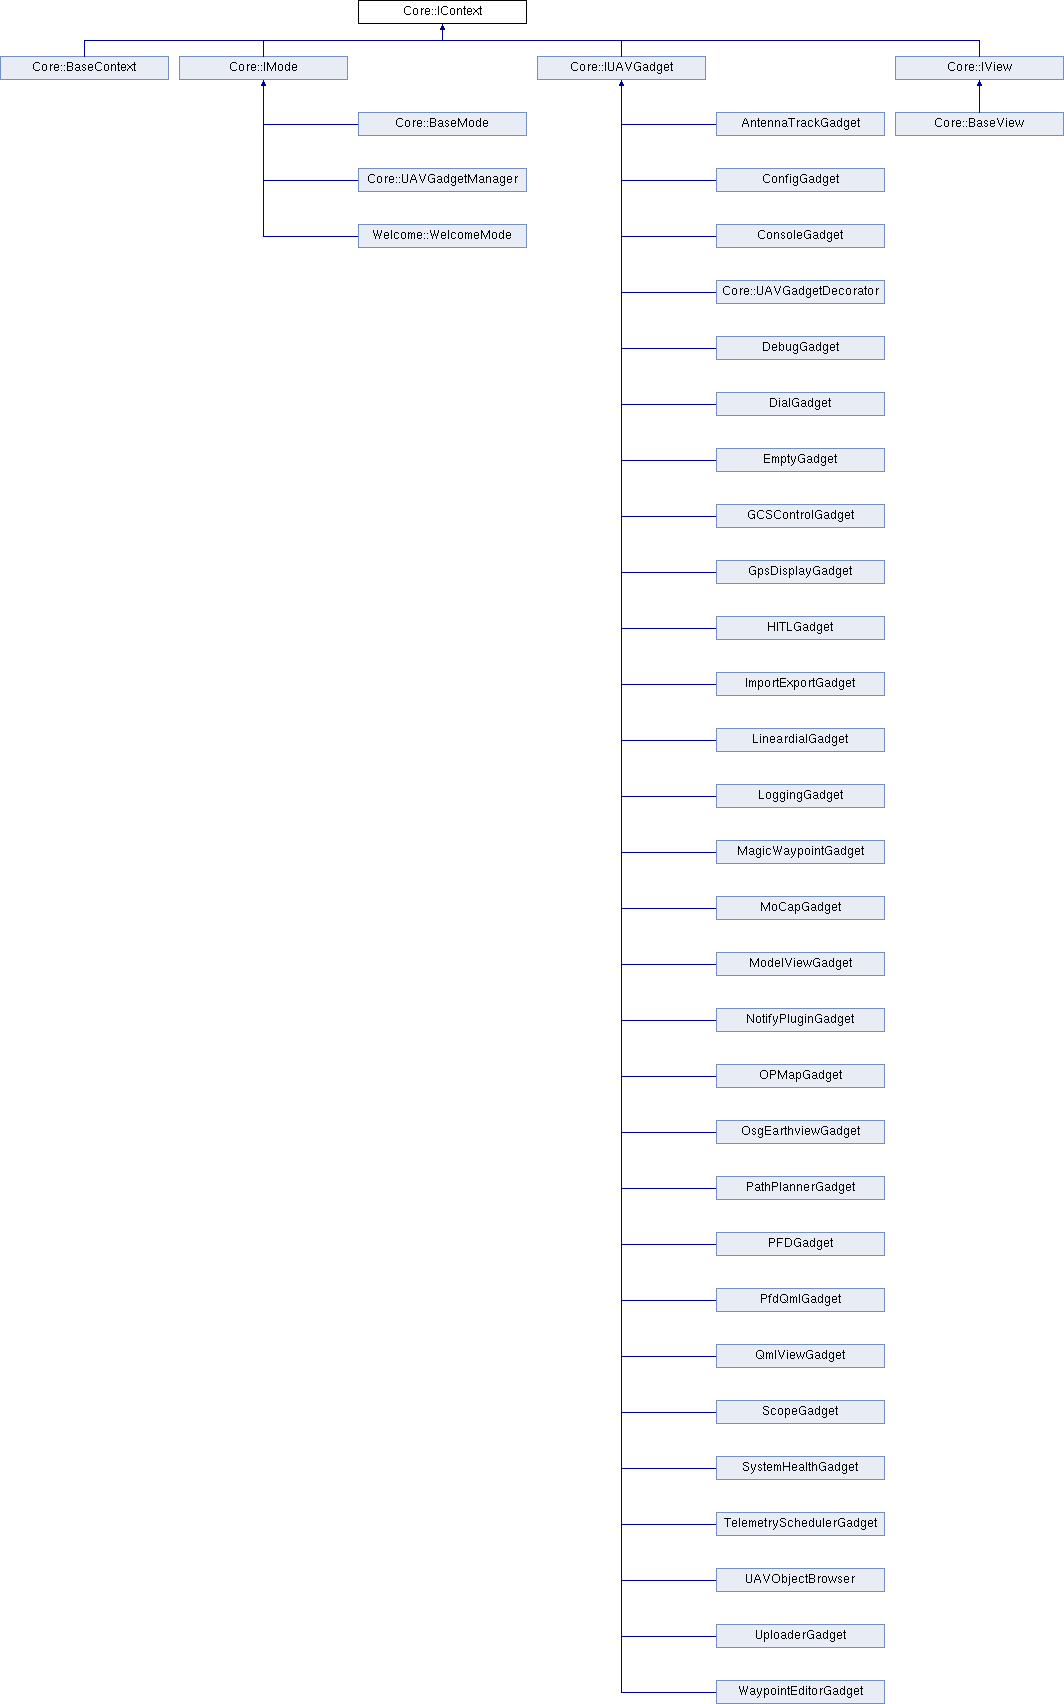 Core::IContext
Core::BaseContext
Core::IMode
Core::IUAVGadget
Core::IView
Core::BaseMode
AntennaTrackGadget
Core::BaseView
Core::UAVGadgetManager
ConfigGadget
Welcome::WelcomeMode
ConsoleGadget
Core::UAVGadgetDecorator
DebugGadget
DialGadget
EmptyGadget
GCSControlGadget
GpsDisplayGadget
HITLGadget
ImportExportGadget
LineardialGadget
LoggingGadget
MagicWaypointGadget
MoCapGadget
ModelViewGadget
NotifyPluginGadget
OPMapGadget
OsgEarthviewGadget
PathPlannerGadget
PFDGadget
PfdQmlGadget
QmlViewGadget
ScopeGadget
SystemHealthGadget
TelemetrySchedulerGadget
UAVObjectBrowser
UploaderGadget
WaypointEditorGadget